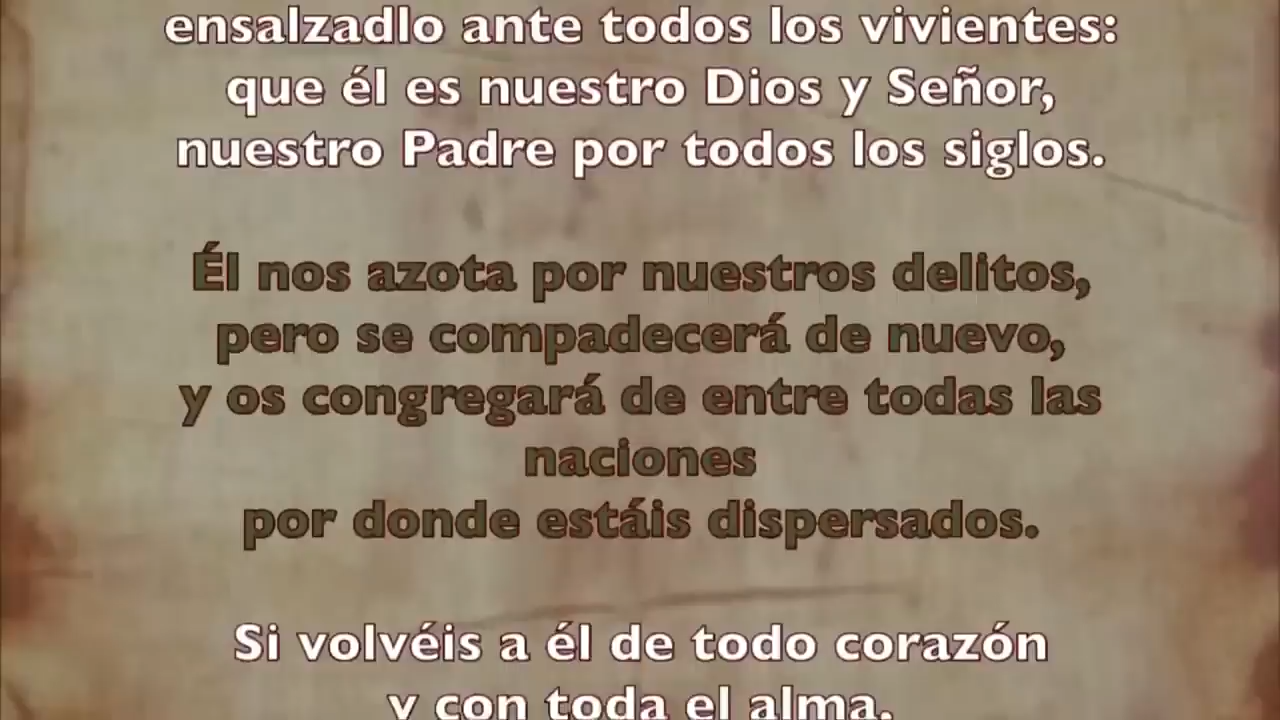 ensalzadlo ante todos los vivientes:
que él es nuestro Dios y Señor,
nuestro Padre por todos los siglos.
Él nos azota por nuestros delitos,
pero se compadecerá de nuevo,
y os congregará de entre todas las
naciones
por donde estáis dispersados.
Si volvéis a él de todo corazón
y con toda el alma,